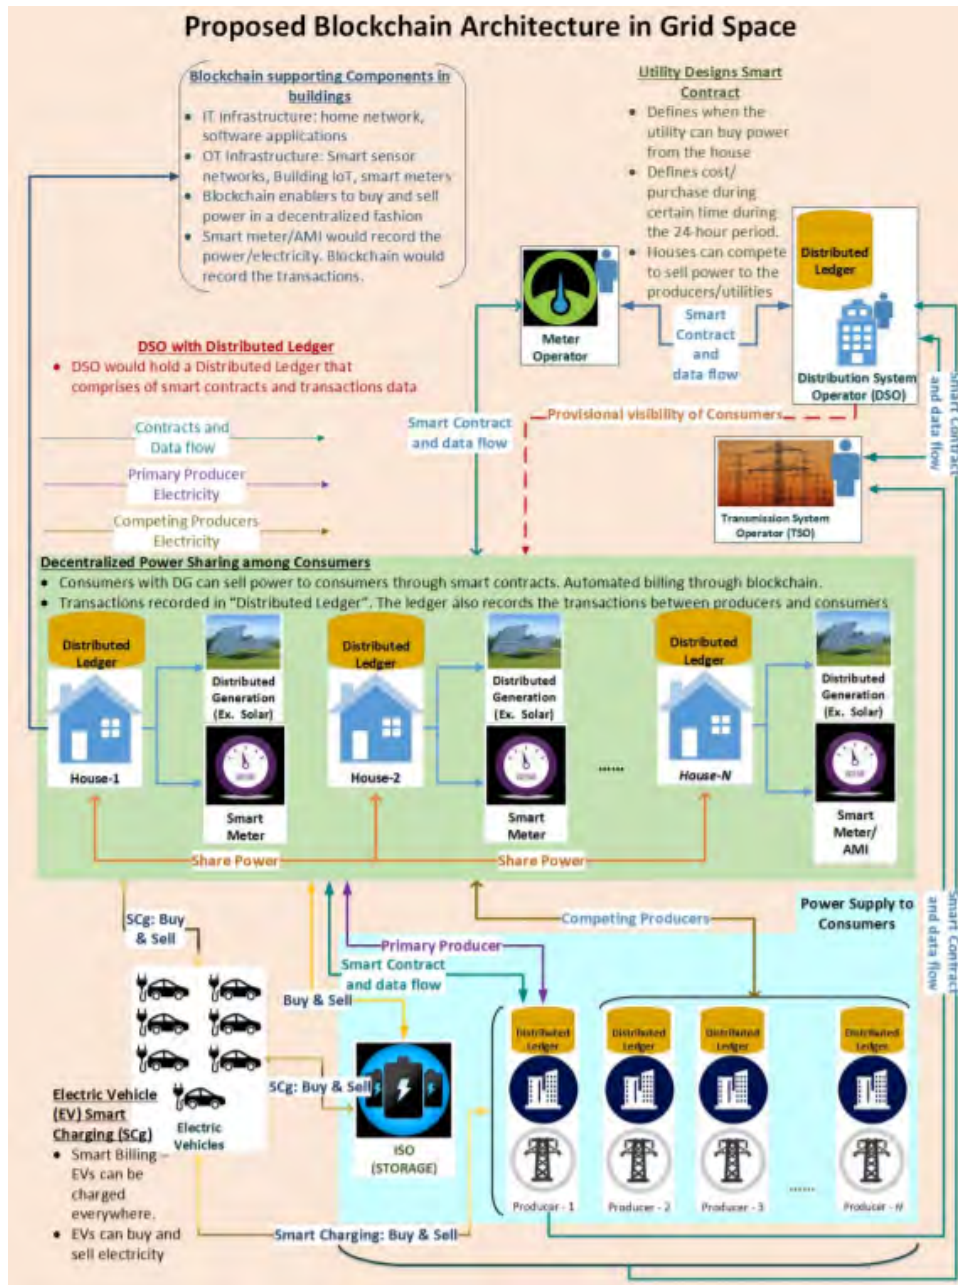 Proposed Blockchain Architecture in Grid Space
Blockchain supporting Components in
buildings
• IT infrastructure: home network,
software applications
• OT Infrastructure: Smart sensor
networks, Building IoT, smart meters
• Blockchain enablers to buy and sell
power in a decentralized fashion
• Smart meter/AMI would record the
power/electricity. Blockchain would
record the transactions.
Utility Designs Smart
Contract
• Defines when the
utility can buy power
from the house
• Defines cost/
purchase during
certain time during
the 24-hour period.
• Houses can compete
to sell power to the
producers/utilities
Distributed
Ledger
Distribution System
Operator (DSO)
Meter
Operator
Smart
Contract
and
data flow
DSO with Distributed Ledger
• DSO would hold a Distributed Ledger that
comprises of smart contracts and transactions data
Contracts and
Data flow
Primary Producer
Electricity
Competing Producers
Electricity
Smart Contract
and data flow
Provisional visibility of Consumers
Transmission System
Operator (TSO)
Smart Contract
and data flow
Decentralized Power Sharing among Consumers
• Consumers with DG can sell power to consumers through smart contracts. Automated billing through blockchain.
• Transactions recorded in "Distributed Ledger". The ledger also records the transactions between producers and consumers
Distributed
Ledger
House-1
Distributed
Generation
(Ex. Solar)
Smart
Meter
Distributed
Ledger
House-2
Distributed
Generation
(Ex. Solar)
Smart
Meter
......
Distributed
Ledger
House-N
Distributed
Generation
(Ex. Solar)
Smart
Meter/
AMI
Share Power
Share Power
SCg: Buy
& Sell
Competing Producers
Power Supply to
Consumers
Primary Producer
Smart Contract
and data flow
Buy & Sell
Smart Contract
and data flow
SCg: Buy & Sell
Electric
Vehicles
ISO
(STORAGE)
Distributed
Ledger
Producer - 1
Distributed
Ledger
Producer - 2
Distributed
Ledger
Producer - 3
......
Distributed
Ledger
Producer - N
Electric Vehicle
(EV) Smart
Charging (SCg)
• Smart Billing –
EVs can be
charged
everywhere.
• EVs can buy and
sell electricity
Smart Charging: Buy & Sell